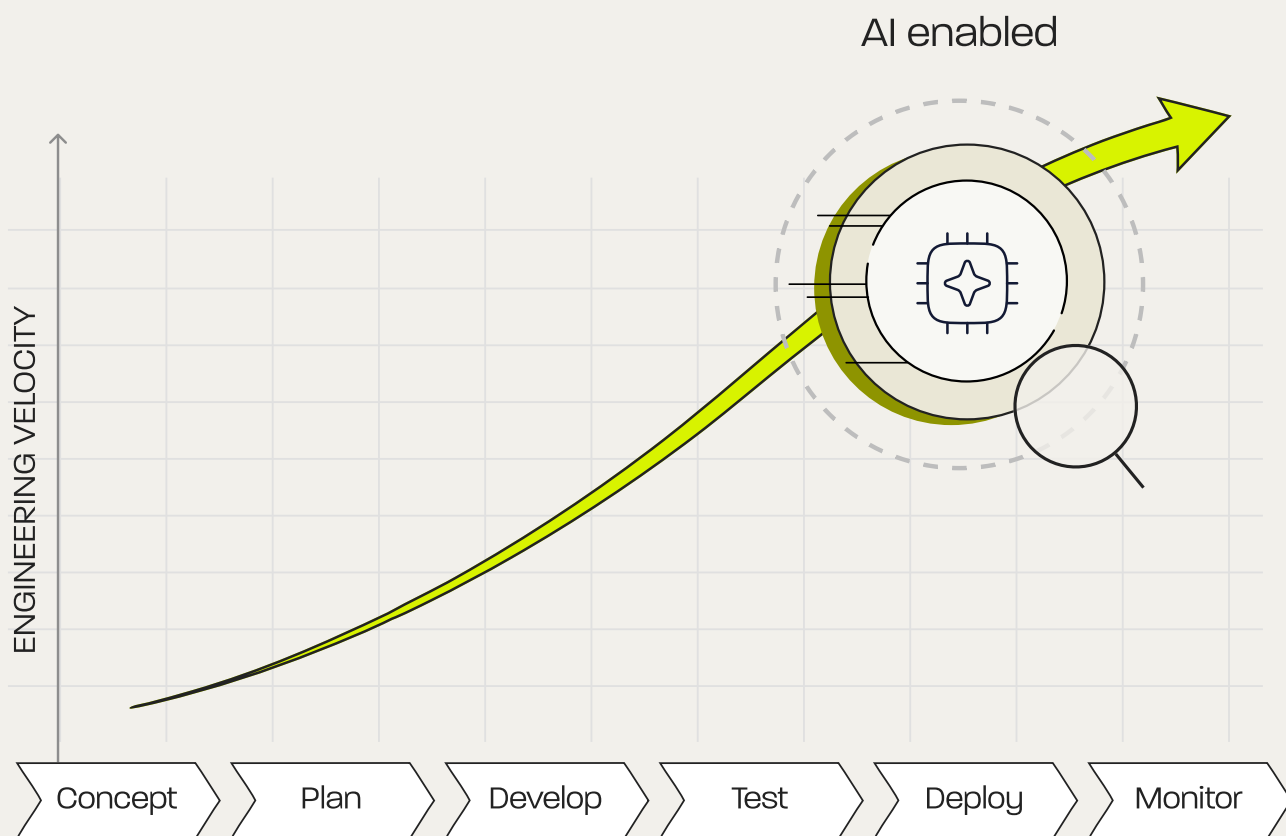 AI enabled
ENGINEERING VELOCITY
Concept
Plan
Develop
Test
Deploy
Monitor